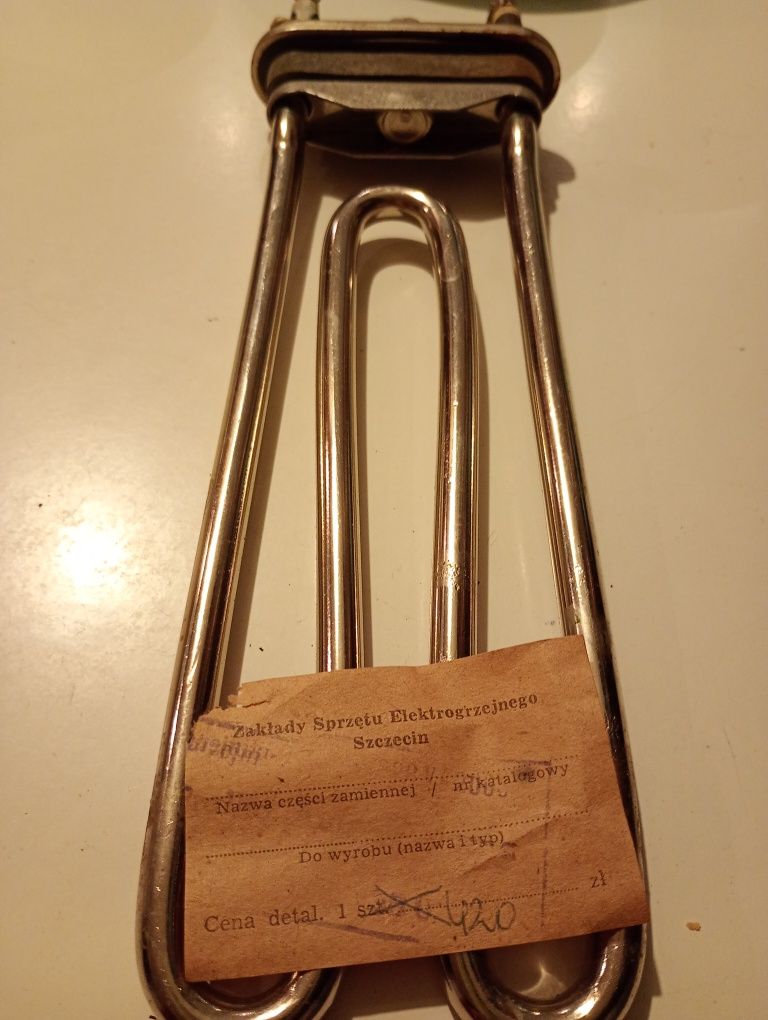 Zakłady Sprzętu Elektrogrzejnego
Szczecin
Nazwa części zamiennej / nr katalogowy
Do wyrobu (nazwa i typ)
Cena detal. 1 szt. 420 zł